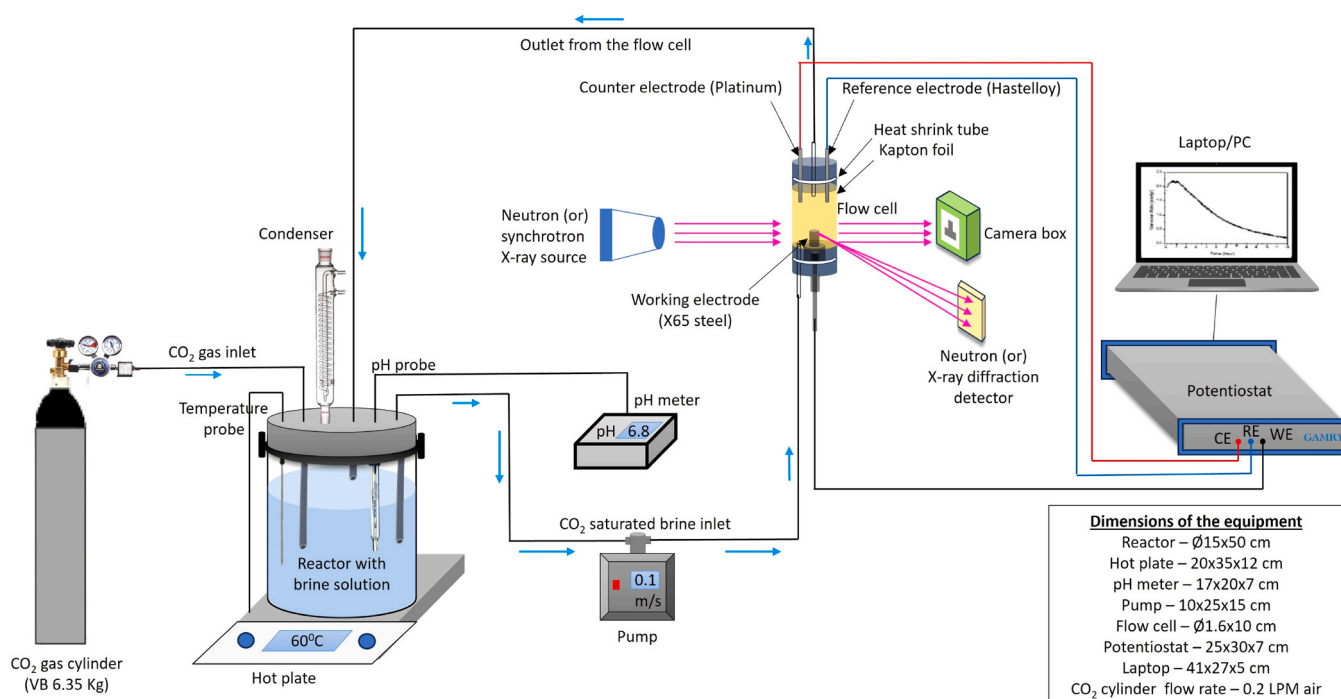 Outlet from the flow cell
Counter electrode (Platinum)
Reference electrode (Hastelloy)
Heat shrink tube
Kapton foil
Laptop/PC
Neutron (or)
synchrotron
X-ray source
Flow cell
Camera box
Condenser
Working electrode
(X65 steel)
CO₂ gas inlet
pH probe
Neutron (or)
X-ray diffraction
detector
Temperature
probe
pH meter
pH 6.8
Potentiostat
CE RE WE GAMRY
CO₂ saturated brine inlet
Reactor with
brine solution
0.1
m/s
Pump
60⁰C
Hot plate
CO₂ gas cylinder
(VB 6.35 Kg)
Dimensions of the equipment
Reactor – Ø15x50 cm
Hot plate – 20x35x12 cm
pH meter – 17x20x7 cm
Pump – 10x25x15 cm
Flow cell – Ø1.6x10 cm
Potentiostat – 25x30x7 cm
Laptop – 41x27x5 cm
CO₂ cylinder flow rate – 0.2 LPM air